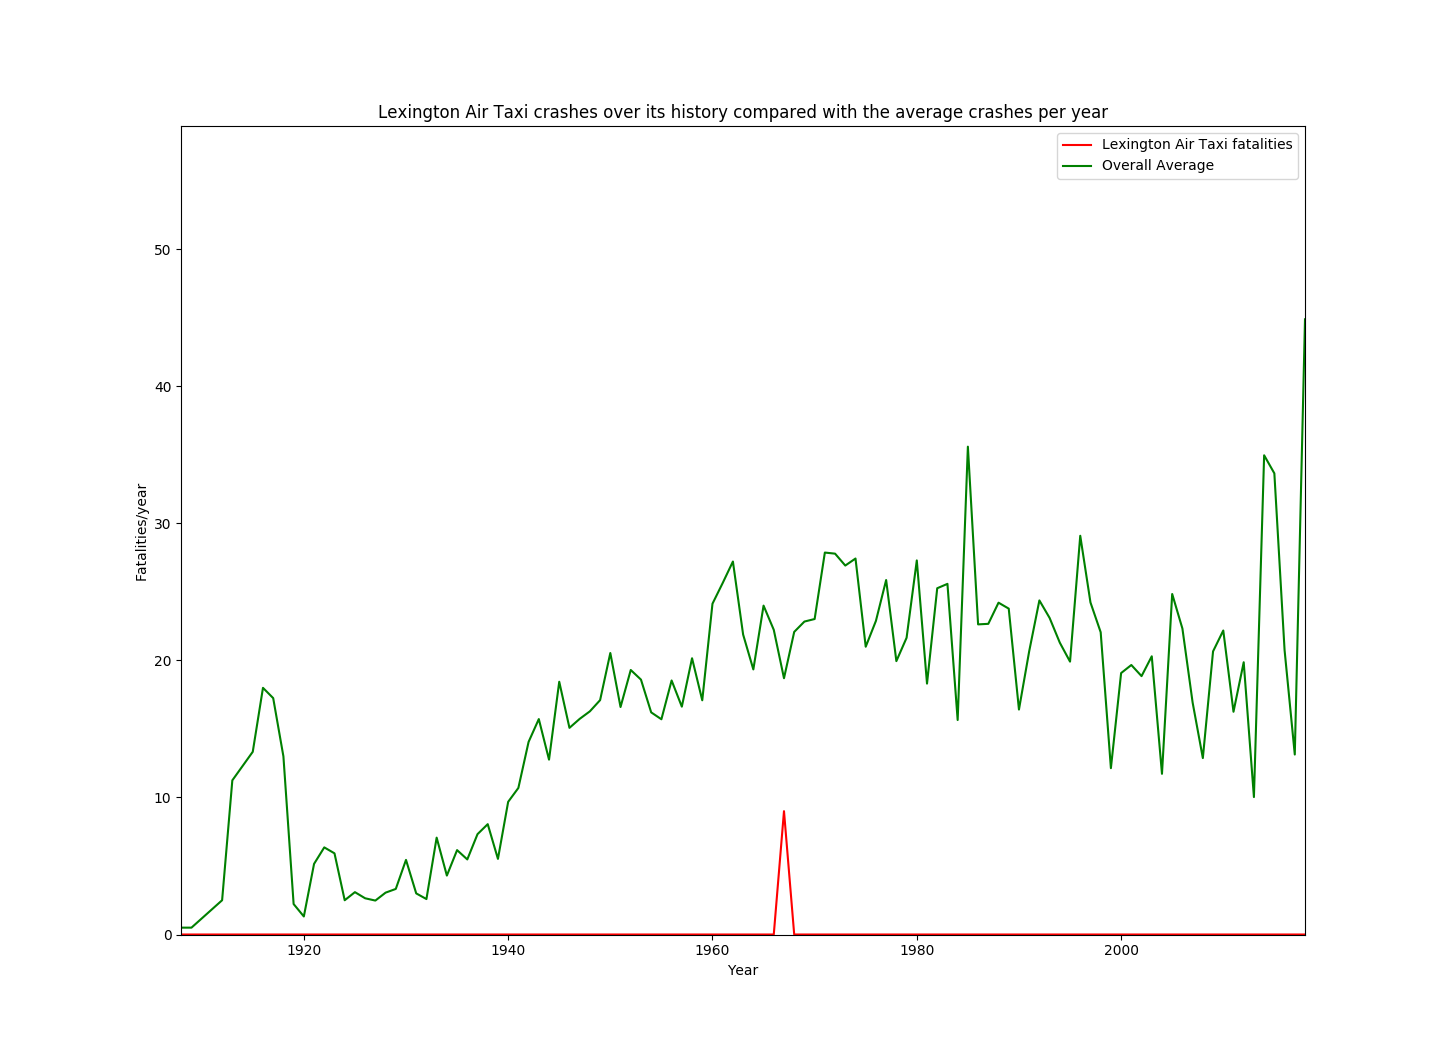 Lexington Air Taxi crashes over its history compared with the average crashes per year
Lexington Air Taxi fatalities
Overall Average
50
40
30
20
10
0
Fatalities/year
1920 1940 1960 1980 2000
Year